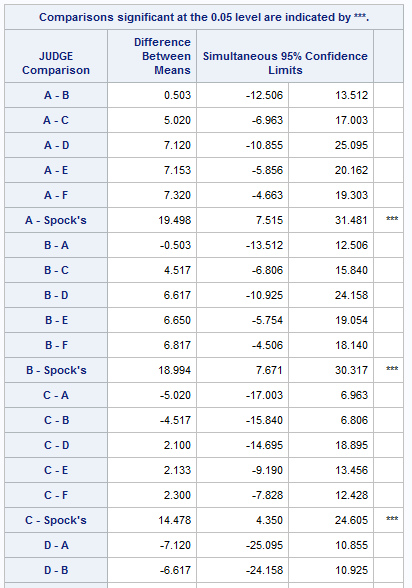 Comparisons significant at the 0.05 level are indicated by ***.
JUDGE Comparison Difference Between Means Simultaneous 95% Confidence Limits
A - B 0.503 -12.506 13.512
A - C 5.020 -6.963 17.003
A - D 7.120 -10.855 25.095
A - E 7.153 -5.856 20.162
A - F 7.320 -4.663 19.303
A - Spock's 19.498 7.515 31.481 ***
B - A -0.503 -13.512 12.506
B - C 4.517 -6.806 15.840
B - D 6.617 -10.925 24.158
B - E 6.650 -5.754 19.054
B - F 6.817 -4.506 18.140
B - Spock's 18.994 7.671 30.317 ***
C - A -5.020 -17.003 6.963
C - B -4.517 -15.840 6.806
C - D 2.100 -14.695 18.895
C - E 2.133 -9.190 13.456
C - F 2.300 -7.828 12.428
C - Spock's 14.478 4.350 24.605 ***
D - A -7.120 -25.095 10.855
D - B -6.617 -24.158 10.925